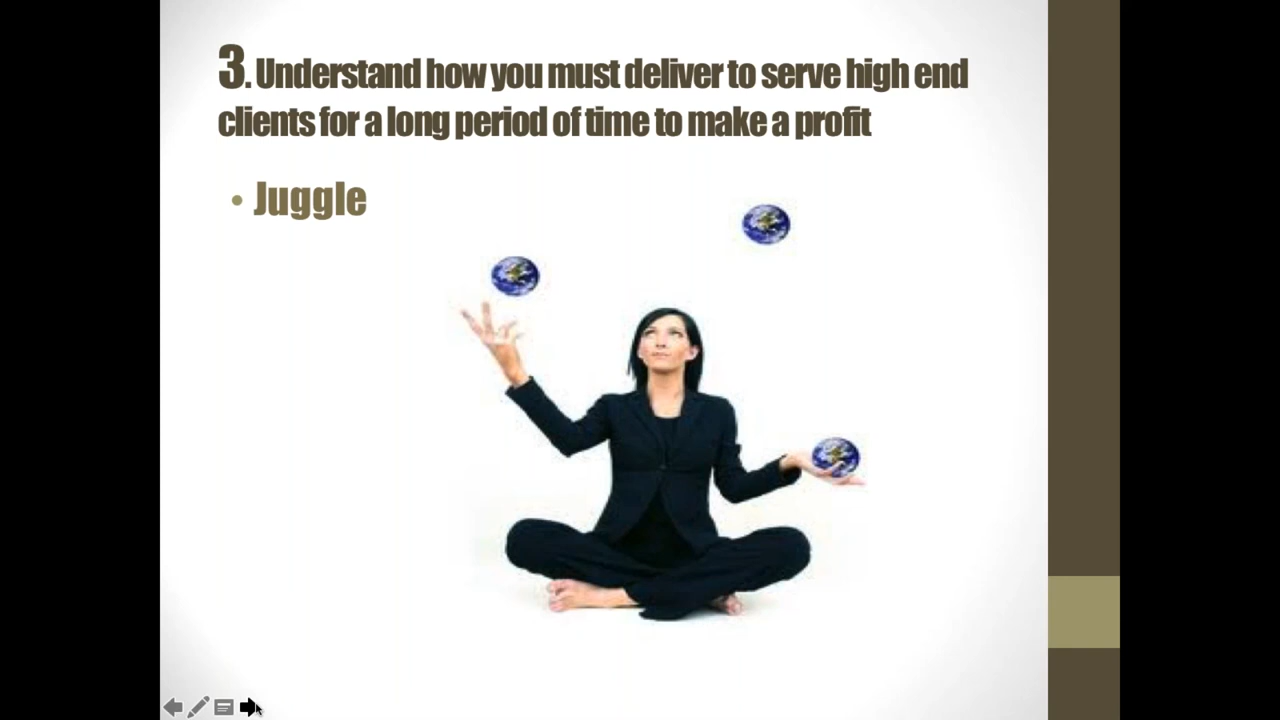 3. Understand how you must deliver to serve high end
clients for a long period of time to make a profit
• Juggle